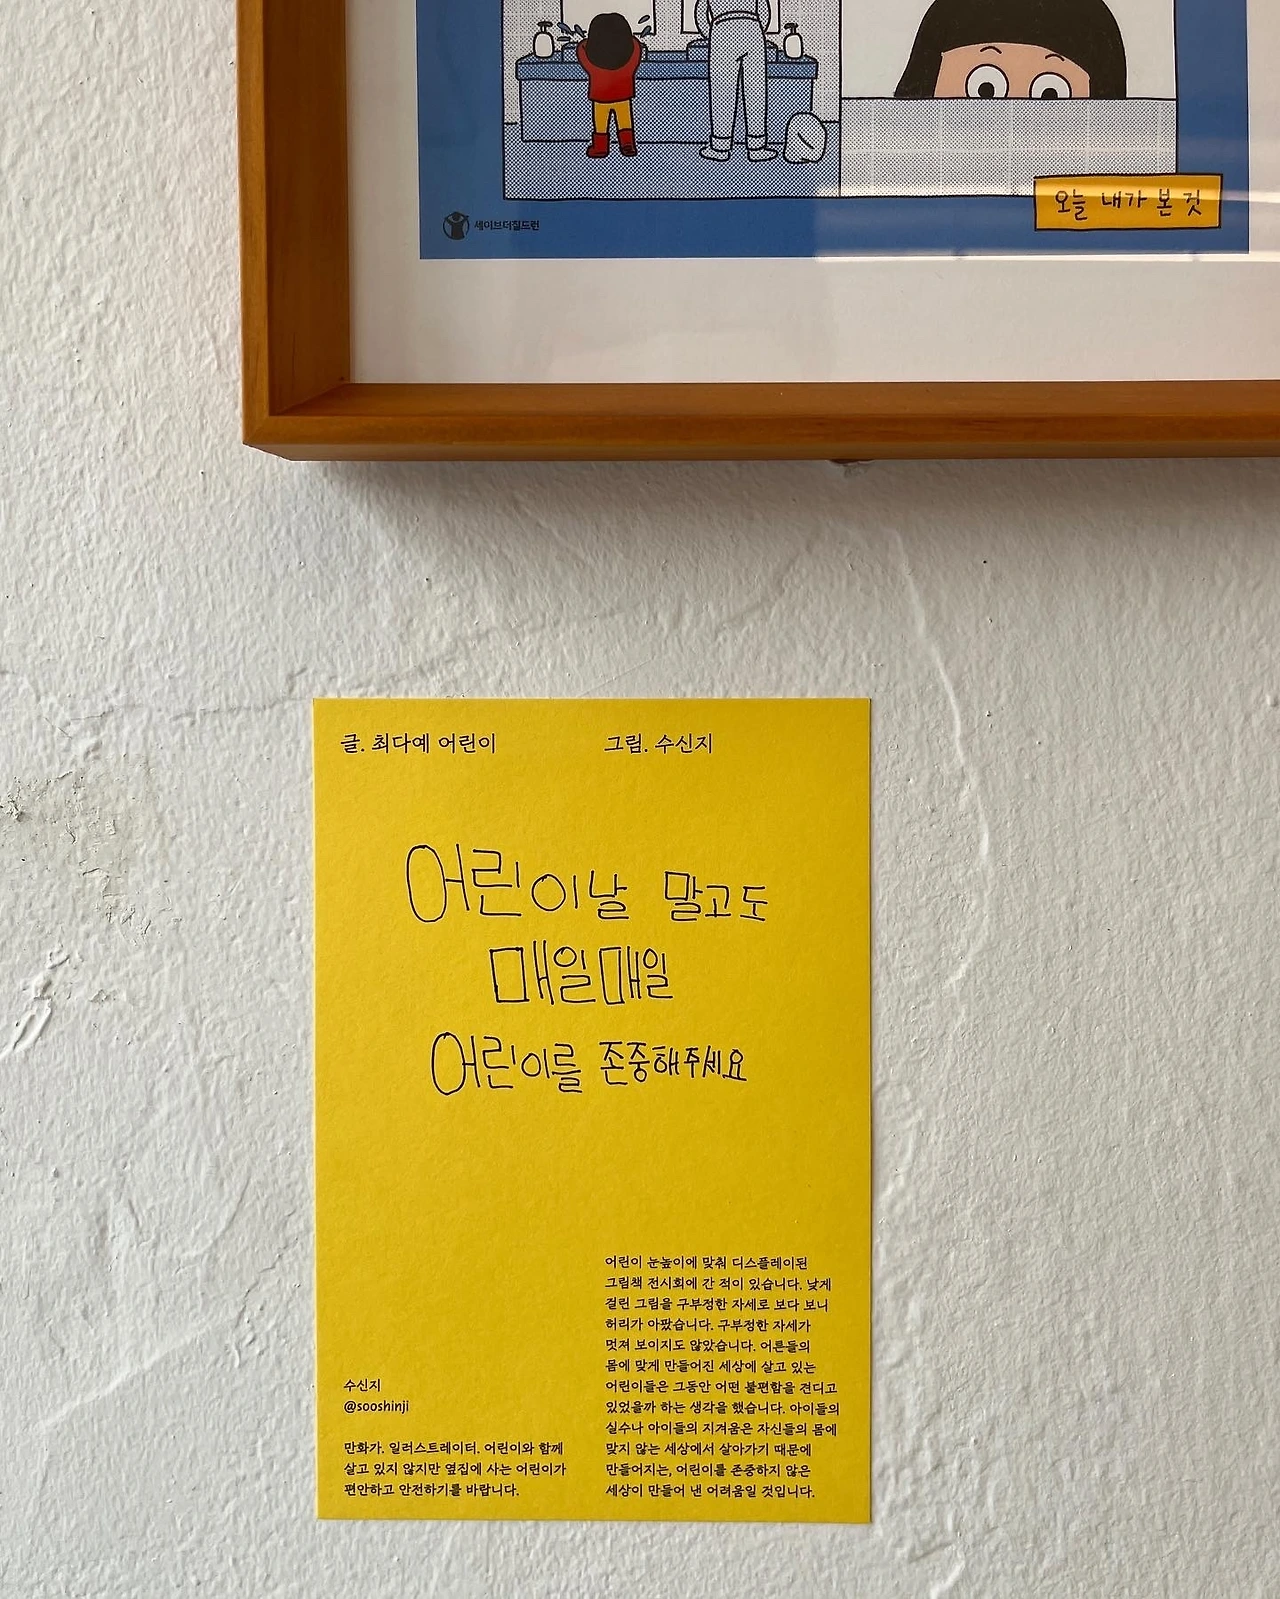 세이브더칠드런
오늘 내가 본 것
글. 최다예 어린이
그림. 수신지
어린이날 말고도
매일매일
어린이를 존중해주세요
수신지
@sooshinji
만화가. 일러스트레이터. 어린이와 함께
살고 있지 않지만 옆집에 사는 어린이가
편안하고 안전하기를 바랍니다.
어린이 눈높이에 맞춰 디스플레이된
그림책 전시회에 간 적이 있습니다. 낮게
걸린 그림을 구부정한 자세로 보다 보니
허리가 아팠습니다. 구부정한 자세가
멋져 보이지도 않았습니다. 어른들의
몸에 맞게 만들어진 세상에 살고 있는
어린이들은 그동안 어떤 불편함을 견디고
있었을까 하는 생각을 했습니다. 아이들의
실수나 아이들의 지겨움은 자신들의 몸에
맞지 않는 세상에서 살아가기 때문에
만들어지는, 어린이를 존중하지 않은
세상이 만들어 낸 어려움일 것입니다.